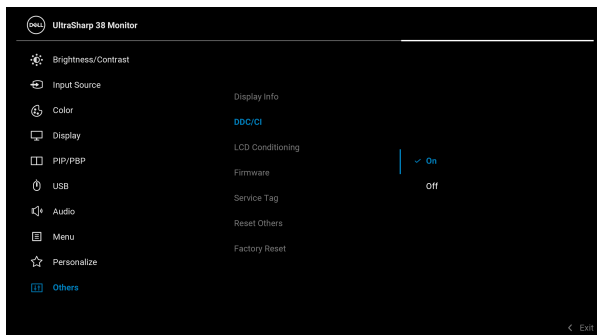 DELL UltraSharp 38 Monitor
Brightness/Contrast
Input Source
Color
Display
PIP/PBP
USB
Audio
Menu
Personalize
Others
Display Info
DDC/CI
LCD Conditioning
Firmware
Service Tag
Reset Others
Factory Reset
On
Off
Exit